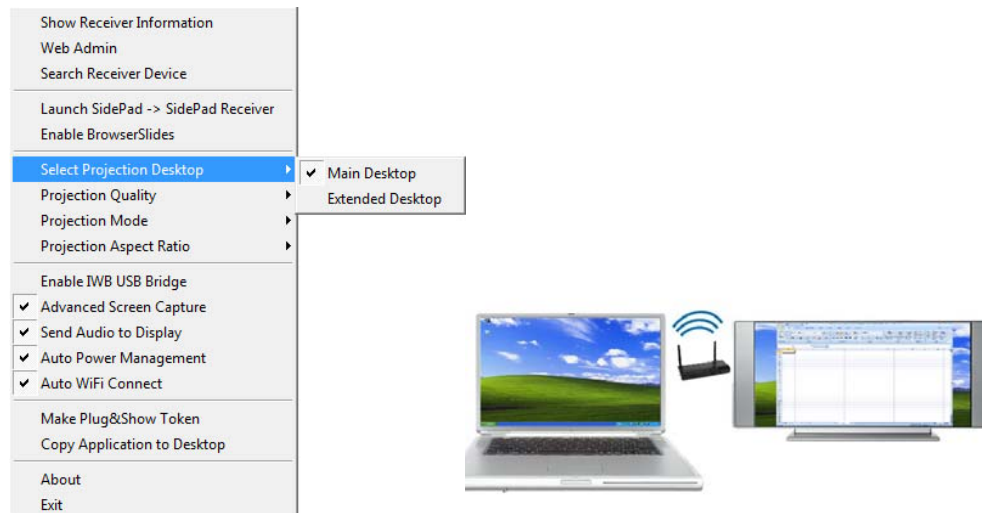 Show Receiver Information
Web Admin
Search Receiver Device
Launch SidePad -> SidePad Receiver
Enable BrowserSlides
Select Projection Desktop
Main Desktop
Extended Desktop
Projection Quality
Projection Mode
Projection Aspect Ratio
Enable IWB USB Bridge
Advanced Screen Capture
Send Audio to Display
Auto Power Management
Auto WiFi Connect
Make Plug&Show Token
Copy Application to Desktop
About
Exit